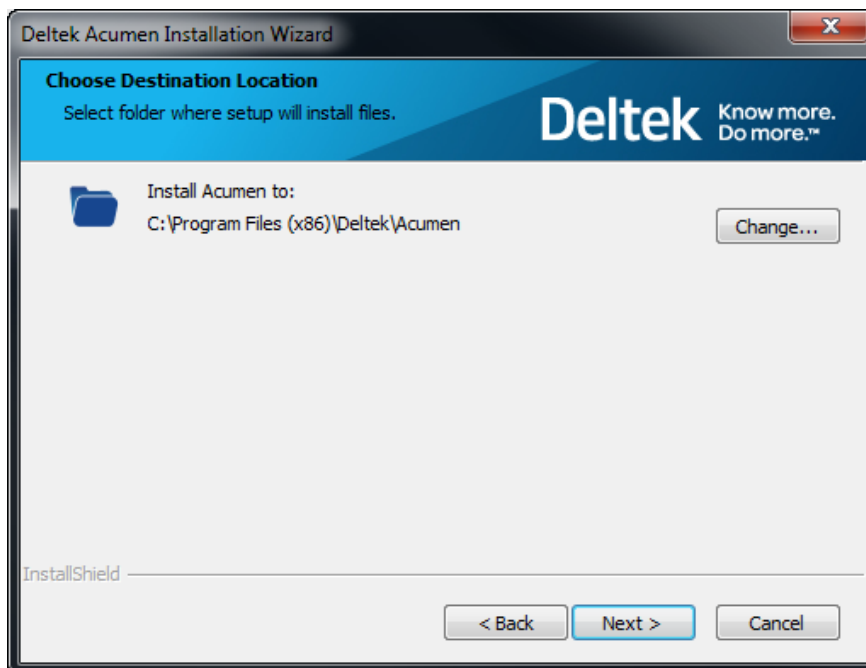 Deltek Acumen Installation Wizard
Choose Destination Location
Select folder where setup will install files.
Deltek
Know more.
Do more.™
Install Acumen to:
C:\Program Files (x86)\Deltek\Acumen
Change...
InstallShield
< Back
Next >
Cancel